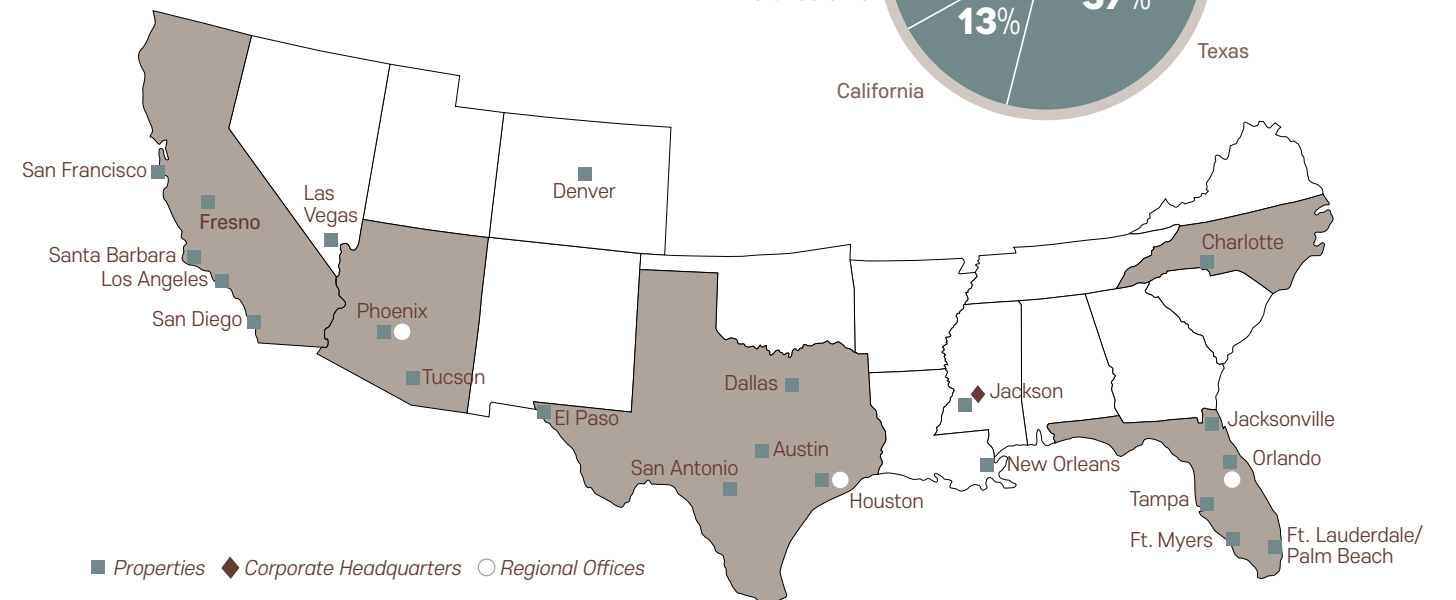 13%
Texas
California
San Francisco
Fresno
Las
Vegas
Denver
Santa Barbara
Los Angeles
San Diego
Phoenix
Tucson
El Paso
Dallas
Austin
San Antonio
Houston
Jackson
New Orleans
Charlotte
Jacksonville
Orlando
Tampa
Ft. Myers
Ft. Lauderdale/
Palm Beach
Properties
Corporate Headquarters
Regional Offices